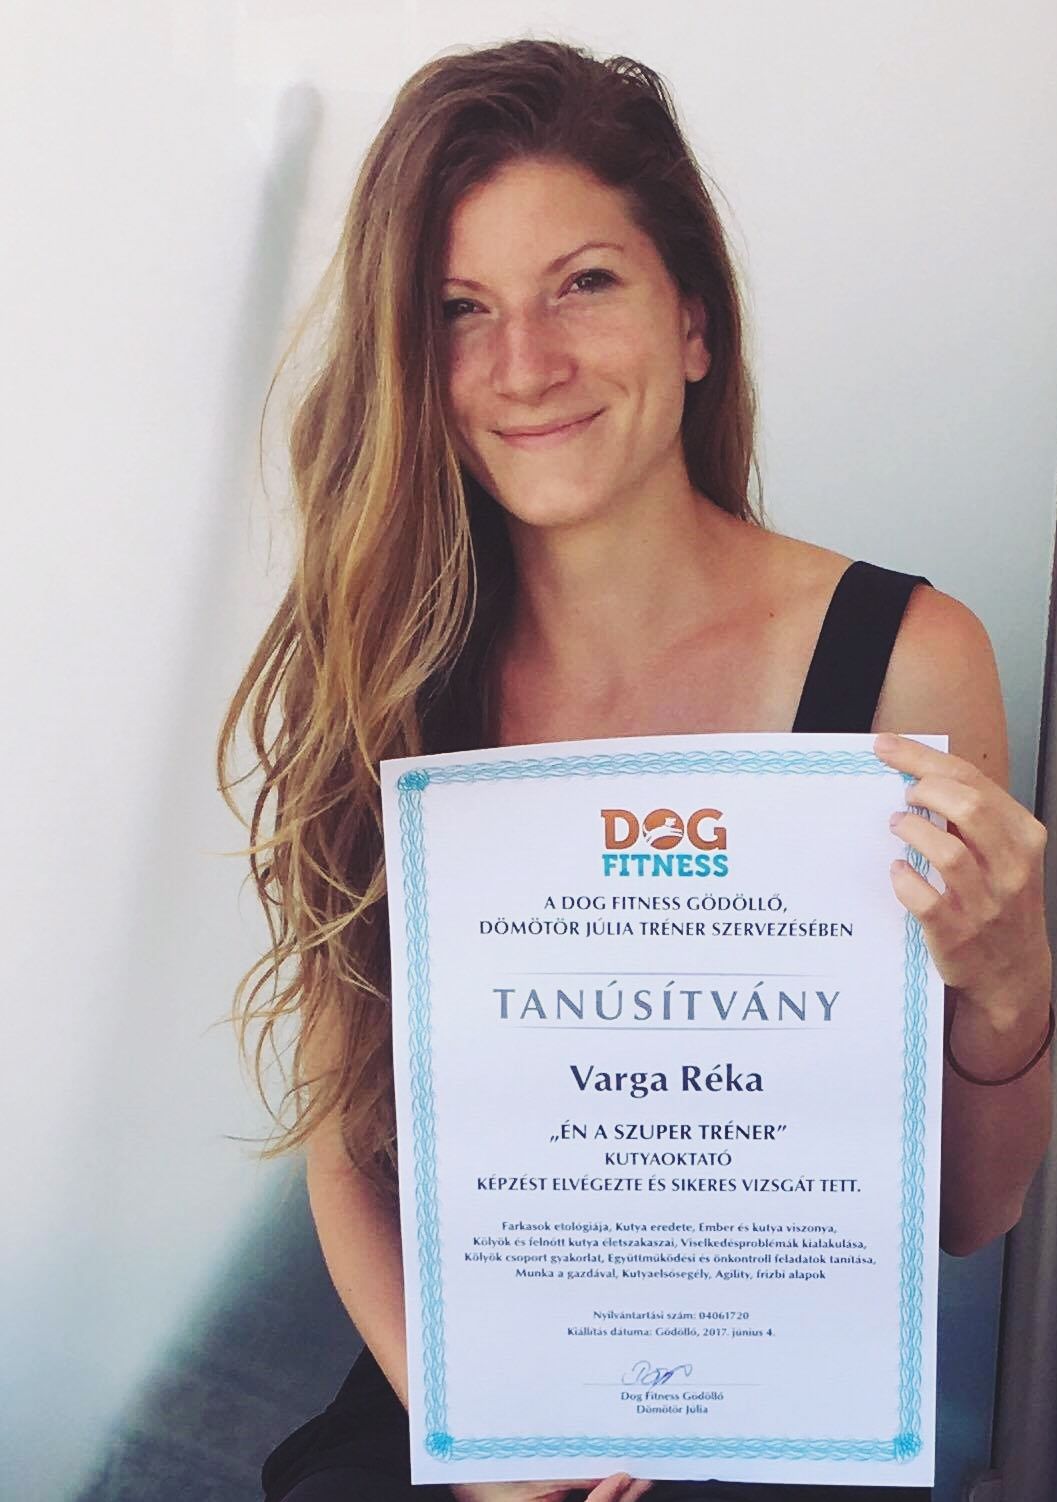 DOG
FITNESS
A DOG FITNESS GÖDÖLLŐ,
DÖMÖTÖR JÚLIA TRÉNER SZERVEZÉSÉBEN
TANÚSÍTVÁNY
Varga Réka
„ÉN A SZUPER TRÉNER”
KUTYAOKTATÓ
KÉPZÉST ELVÉGEZTE ÉS SIKERES VIZSGÁT TETT.
Farkasok etológiája, Kutya eredete, Ember és kutya viszonya,
Kölyök és felnőtt kutya életszakaszai, Viselkedésproblémák kialakulása,
Kölyök csoport gyakorlat, Együttműködési és önkontroll feladatok tanítása,
Munka a gazdával, Kutyaelsősegély, Agility, frizbi alapok
Nyilvántartási szám: 04061720
Kiállítás dátuma: Gödöllő, 2017. június 4.
Dog Fitness Gödöllő
Dömötör Júlia